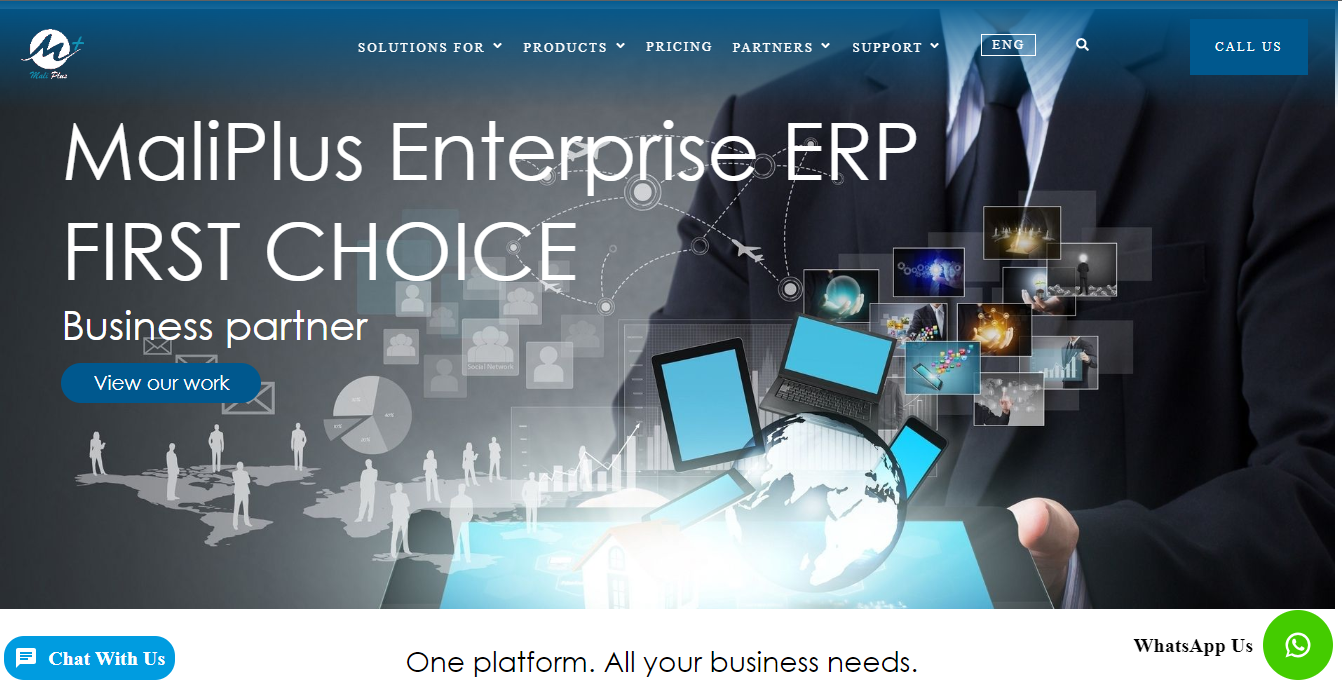 SOLUTIONS FOR
PRODUCTS
PRICING
PARTNERS
SUPPORT
ENG
CALL US
Mali Plus
MaliPlus Enterprise ERP
FIRST CHOICE
Business partner
View our work
Social Network
Chat With Us
One platform. All your business needs.
WhatsApp Us